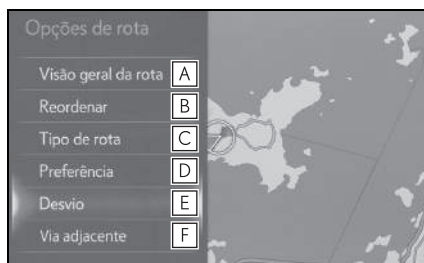 Opções de rota
Visão geral da rota A
Reordenar B
Tipo de rota C
Preferência D
Desvio E
Via adjacente F